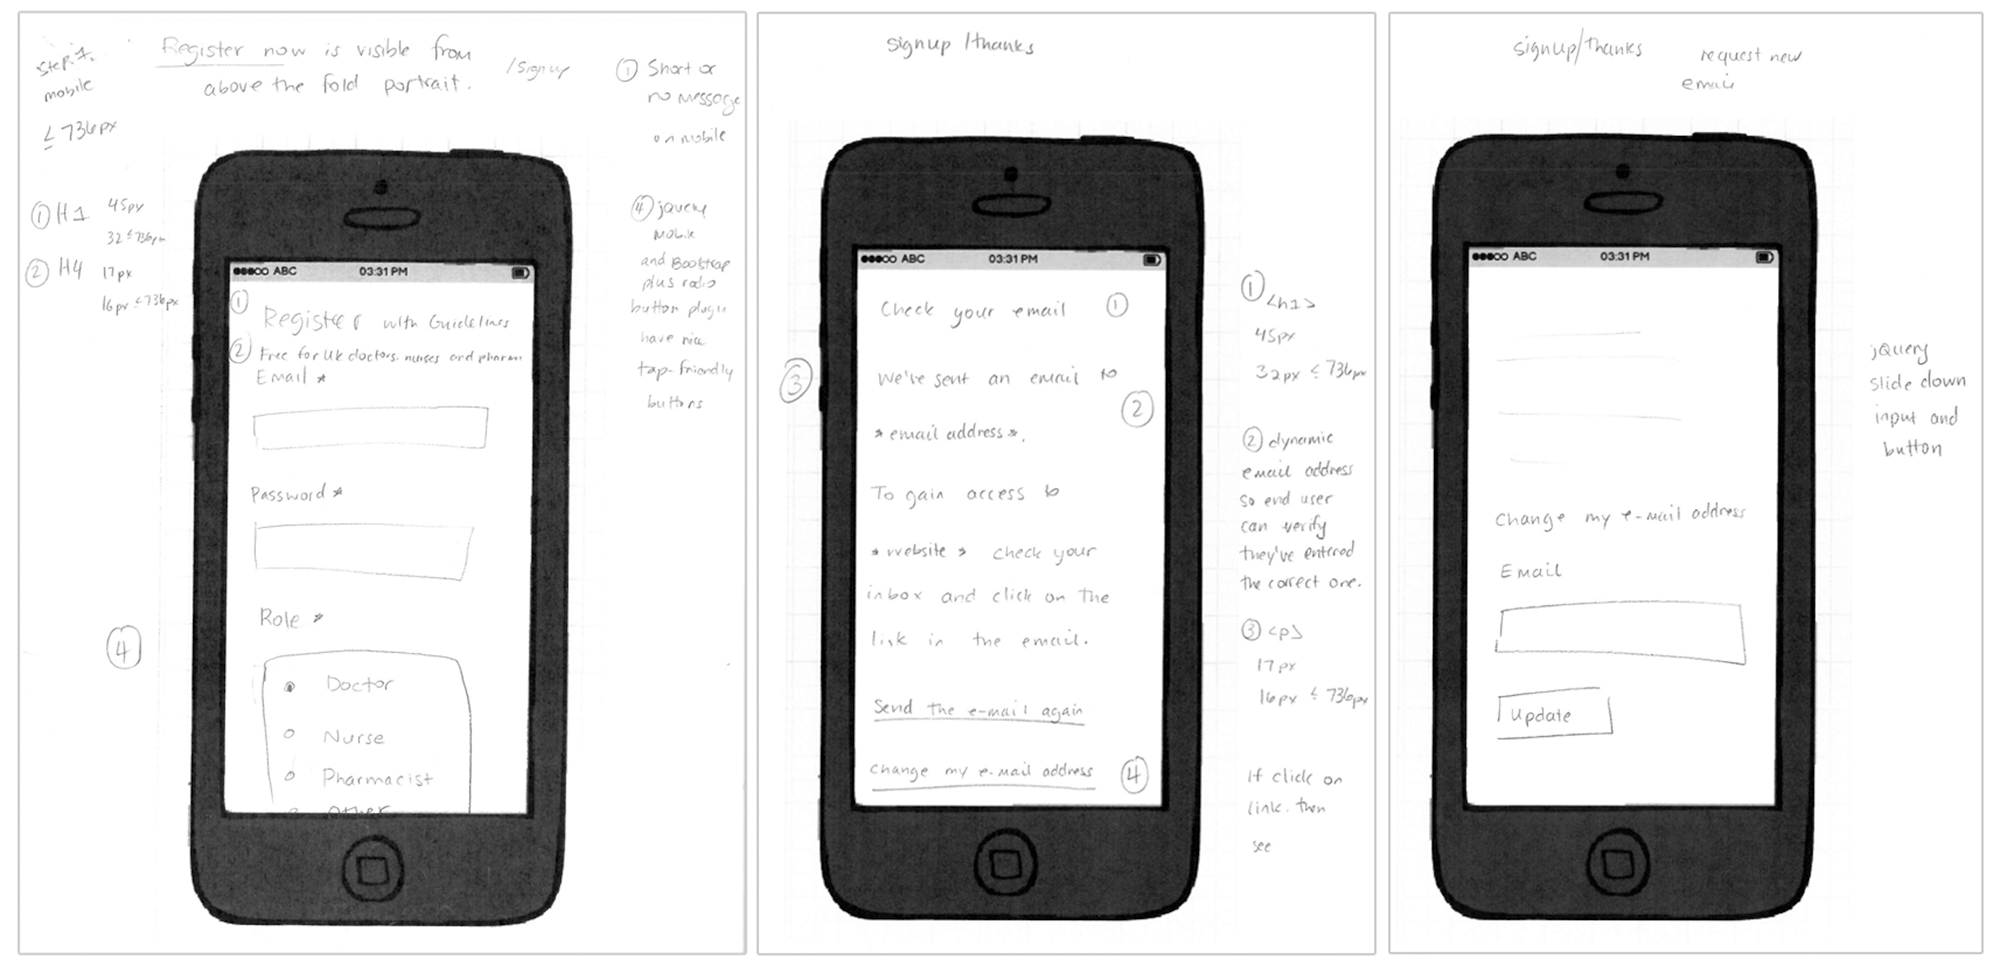 Step 1.
mobile
≤ 736px
Register now is visible from
above the fold portrait.
/signup
① Short or
no message
on mobile
① H1 45px
32 ≤ 736px
② H4 17px
16px ≤ 736px
④ jQuery
Mobile
and Bootstrap
plus radio
button plugin
have nice
tap-friendly
buttons
④
●●●○○ ABC 03:31 PM
①
Register with Guidelines
② Free for UK doctors, nurses and pharm
Email *
Password *
Role *
Doctor
Nurse
Pharmacist
Other
signup /thanks
●●●●○ ABC 03:31 PM
Check your email ①
③
We've sent an email to
②
* email address *.
To gain access to
* website * check your
inbox and click on the
link in the email.
Send the e-mail again
change my e-mail address ④
① <h1>
45px
32px ≤ 736px
② dynamic
email address
so end user
can verify
they've entered
the correct one.
③ <p>
17px
16px ≤ 736px
If click on
link. then
see
signup/thanks
request new
email
●●●●○ ABC 03:31 PM
Change my e-mail address
Email
Update
jQuery
slide down
input and
button